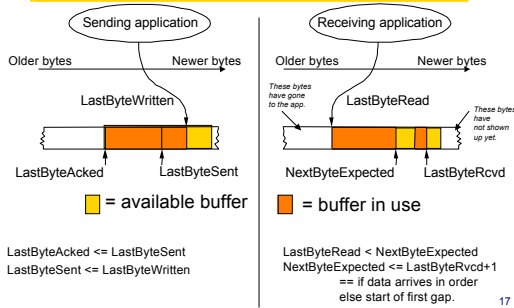 Sending application
Older bytes
Newer bytes
LastByteWritten
LastByteAcked
LastByteSent
= available buffer
LastByteAcked <= LastByteSent
LastByteSent <= LastByteWritten
Receiving application
Older bytes
Newer bytes
These bytes
have gone
to the app.
LastByteRead
These bytes
have
not shown
up yet.
NextByteExpected
LastByteRcvd
= buffer in use
LastByteRead < NextByteExpected
NextByteExpected <= LastByteRvcd+1
== if data arrives in order
else start of first gap.
17